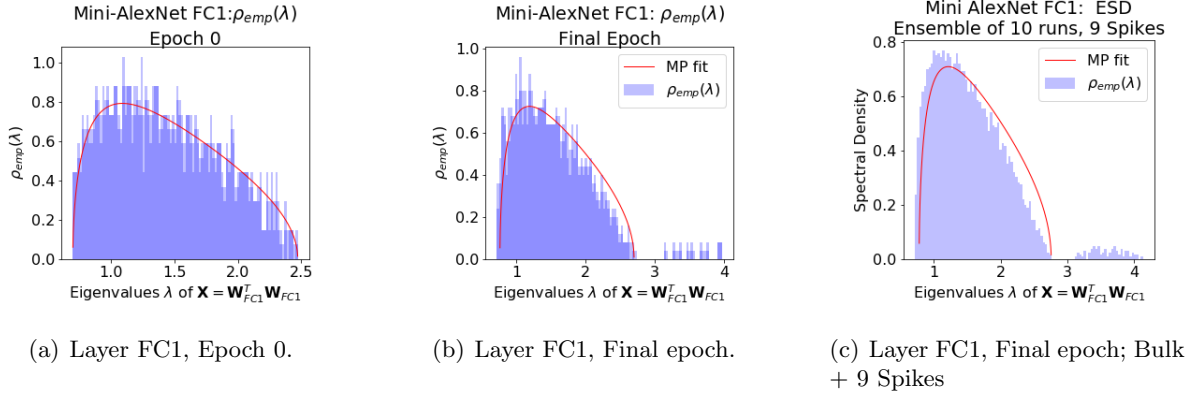 Mini-AlexNet FC1:ρemp(λ)
Epoch 0
1.0
0.8
0.6
0.4
0.2
0.0
ρemp(λ)
1.0
1.5
2.0
2.5
Eigenvalues λ of X = W^T_FC1 W_FC1
(a) Layer FC1, Epoch 0.
Mini-AlexNet FC1: ρemp(λ)
Final Epoch
MP fit
ρemp(λ)
1.0
0.8
0.6
0.4
0.2
0.0
ρemp(λ)
1
2
3
4
Eigenvalues λ of X = W^T_FC1 W_FC1
(b) Layer FC1, Final epoch.
Mini AlexNet FC1: ESD
Ensemble of 10 runs, 9 Spikes
MP fit
ρemp(λ)
0.8
0.6
0.4
0.2
0.0
Spectral Density
1
2
3
4
Eigenvalues λ of X = W^T_FC1 W_FC1
(c) Layer FC1, Final epoch; Bulk
+ 9 Spikes